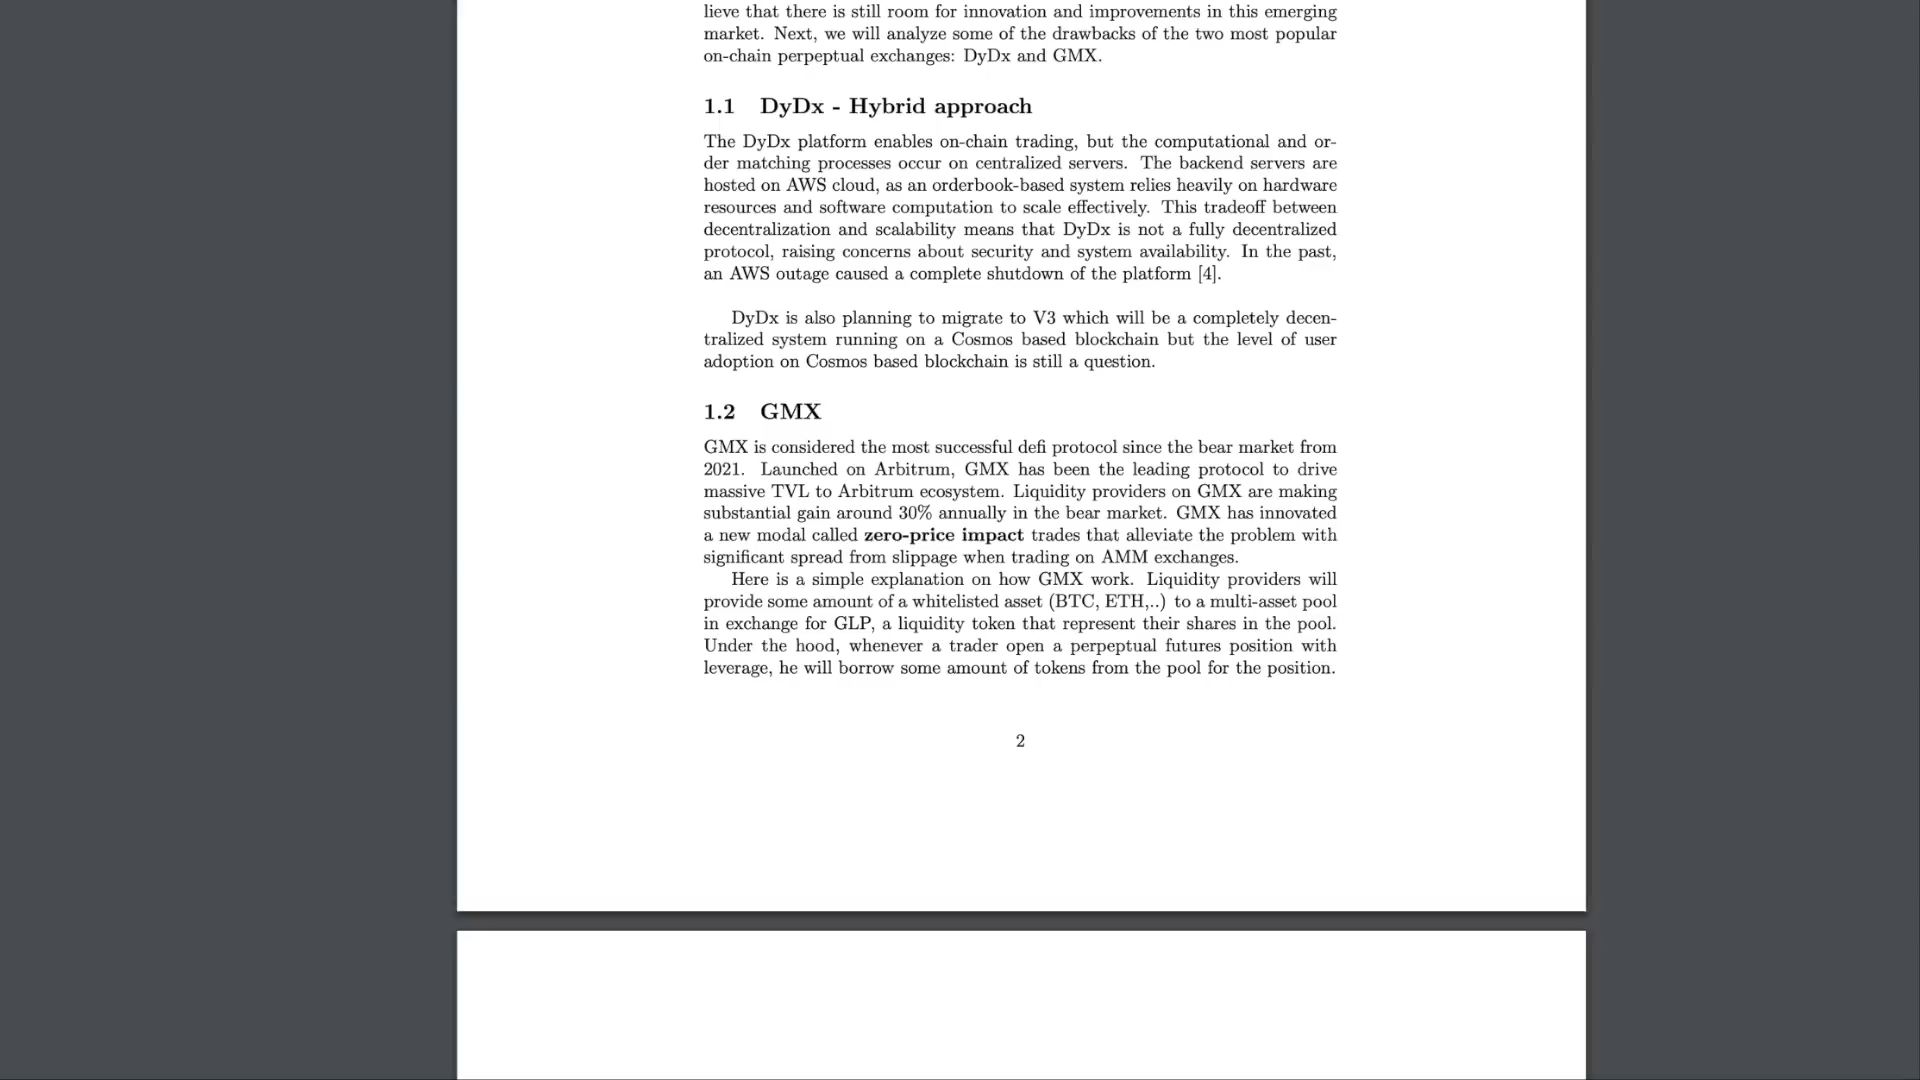 lieve that there is still room for innovation and improvements in this emerging
market. Next, we will analyze some of the drawbacks of the two most popular
on-chain perpeptual exchanges: DyDx and GMX.
1.1 DyDx - Hybrid approach
The DyDx platform enables on-chain trading, but the computational and or-
der matching processes occur on centralized servers. The backend servers are
hosted on AWS cloud, as an orderbook-based system relies heavily on hardware
resources and software computation to scale effectively. This tradeoff between
decentralization and scalability means that DyDx is not a fully decentralized
protocol, raising concerns about security and system availability. In the past,
an AWS outage caused a complete shutdown of the platform [4].
DyDx is also planning to migrate to V3 which will be a completely decen-
tralized system running on a Cosmos based blockchain but the level of user
adoption on Cosmos based blockchain is still a question.
1.2 GMX
GMX is considered the most successful defi protocol since the bear market from
2021. Launched on Arbitrum, GMX has been the leading protocol to drive
massive TVL to Arbitrum ecosystem. Liquidity providers on GMX are making
substantial gain around 30% annually in the bear market. GMX has innovated
a new modal called zero-price impact trades that alleviate the problem with
significant spread from slippage when trading on AMM exchanges.
Here is a simple explanation on how GMX work. Liquidity providers will
provide some amount of a whitelisted asset (BTC, ETH,..) to a multi-asset pool
in exchange for GLP, a liquidity token that represent their shares in the pool.
Under the hood, whenever a trader open a perpeptual futures position with
leverage, he will borrow some amount of tokens from the pool for the position.
2